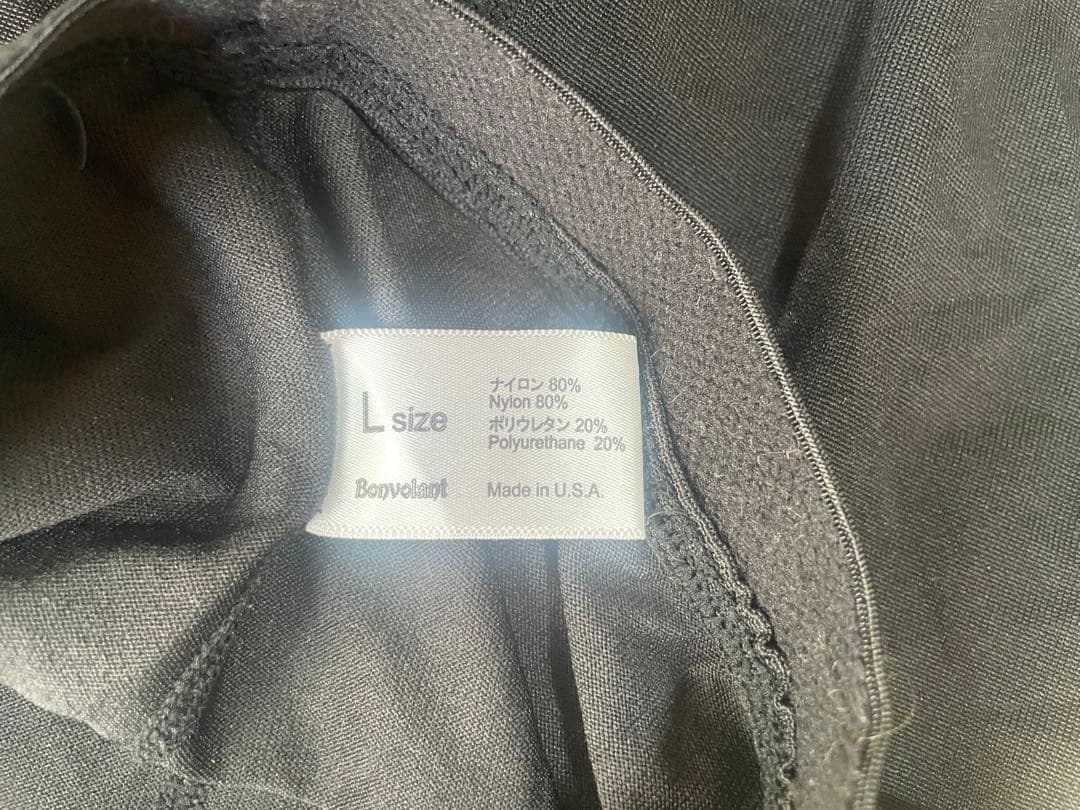 L size
Bonvolant
ナイロン 80%
Nylon 80%
ポリウレタン 20%
Polyurethane 20%
Made in U.S.A.